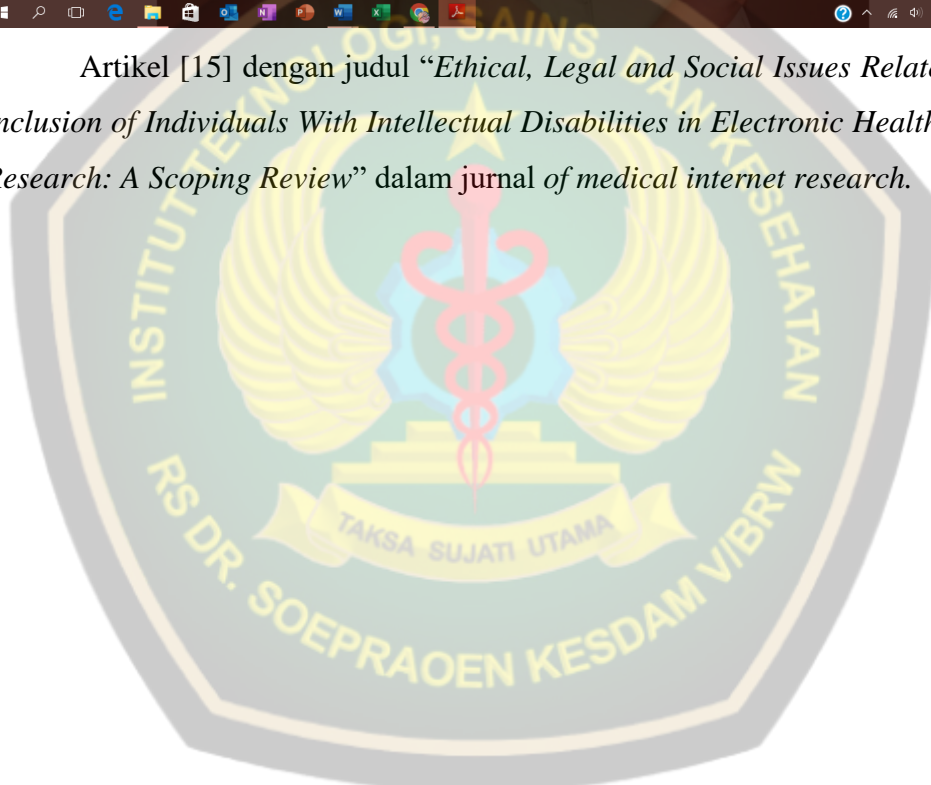 Artikel [15] dengan judul “Ethical, Legal and Social Issues Relate
nclusion of Individuals With Intellectual Disabilities in Electronic Health
Research: A Scoping Review” dalam jurnal of medical internet research.
INSTITUT TEKNOLOGI, SAINS, DAN KESEHATAN
TAKSA SUJATI UTAMA
RS DR. SOEPRAOEN KESDAM V/BRW